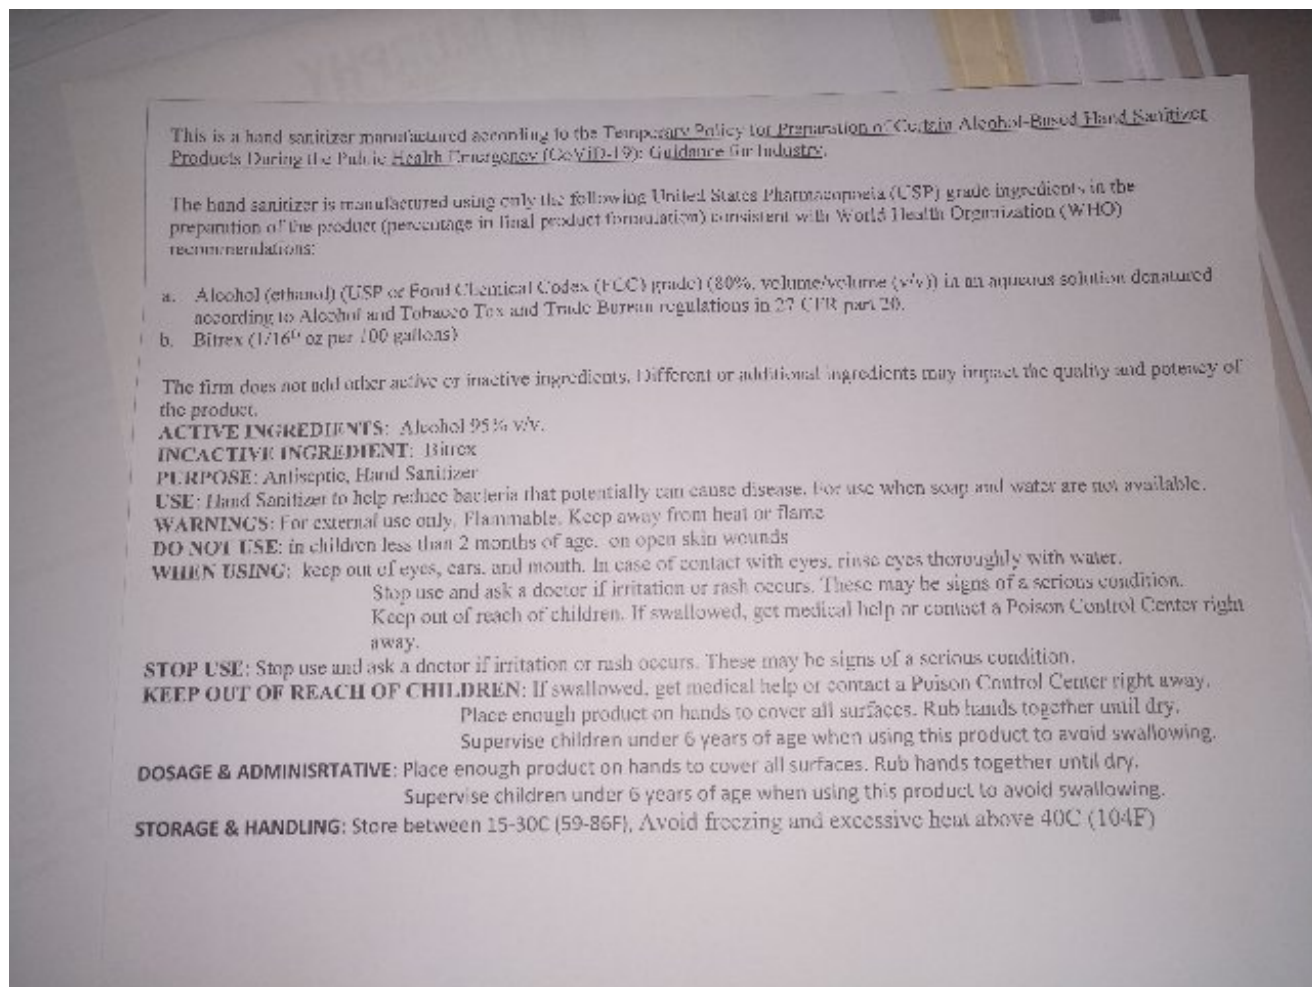 This is a hand sanitizer manufactured according to the Temporary Policy for Preparation of Certain Alcohol-Based Hand Sanitizer
Products During the Public Health Emergency (CoViD-19): Guidance for Industry.
The hand sanitizer is manufactured using only the following United States Pharmacopoeia (USP) grade ingredients in the
preparation of the product (percentage in final product formulation) consistent with World Health Organization (WHO)
recommendations:
a. Alcohol (ethanol) (USP or Food Chemical Codex (FCC) grade) (80%, volume/volume (v/v)) in an aqueous solution denatured
according to Alcohol and Tobacco Tax and Trade Bureau regulations in 27 CFR part 20.
b. Bitrex (1/16th oz per 100 gallons)
The firm does not add other active or inactive ingredients. Different or additional ingredients may impact the quality and potency of
the product.
ACTIVE INGREDIENTS: Alcohol 95% v/v.
INCACTIVE INGREDIENT: Bitrex
PURPOSE: Antiseptic, Hand Sanitizer
USE: Hand Sanitizer to help reduce bacteria that potentially can cause disease. For use when soap and water are not available.
WARNINGS: For external use only. Flammable. Keep away from heat or flame
DO NOT USE: in children less than 2 months of age. on open skin wounds
WHEN USING: keep out of eyes, ears, and mouth. In case of contact with eyes, rinse eyes thoroughly with water.
Stop use and ask a doctor if irritation or rash occurs. These may be signs of a serious condition.
Keep out of reach of children. If swallowed, get medical help or contact a Poison Control Center right
away.
STOP USE: Stop use and ask a doctor if irritation or rash occurs. These may be signs of a serious condition.
KEEP OUT OF REACH OF CHILDREN: If swallowed, get medical help or contact a Poison Control Center right away.
Place enough product on hands to cover all surfaces. Rub hands together until dry.
Supervise children under 6 years of age when using this product to avoid swallowing.
DOSAGE & ADMINISRTATIVE: Place enough product on hands to cover all surfaces. Rub hands together until dry.
Supervise children under 6 years of age when using this product to avoid swallowing.
STORAGE & HANDLING: Store between 15-30C (59-86F), Avoid freezing and excessive heat above 40C (104F)